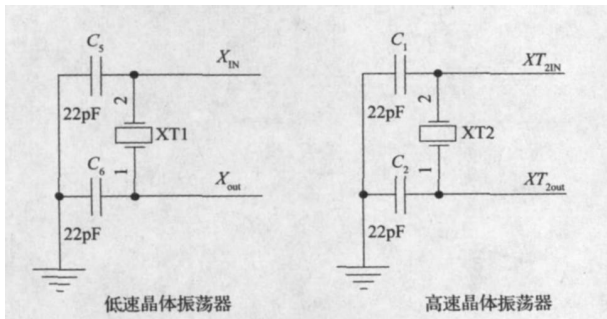 C5
XIN
22pF
2
XT1
1
C6
Xout
22pF
低速晶体振荡器
C1
XT2IN
22pF
2
XT2
1
C2
XT2out
22pF
高速晶体振荡器